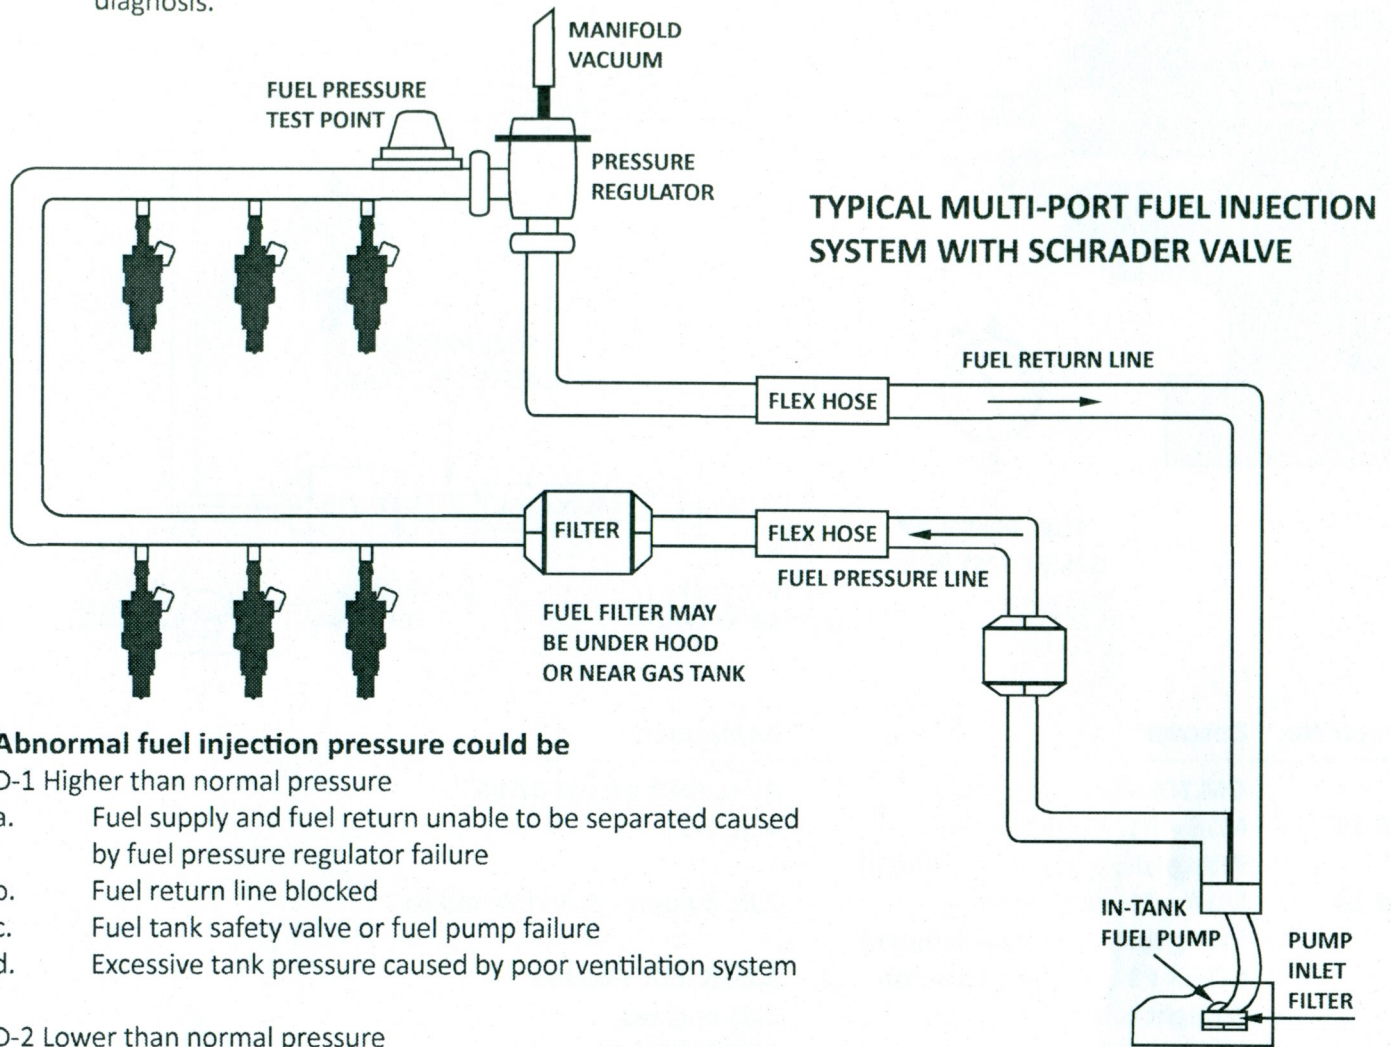 diagnosis.
MANIFOLD
VACUUM
FUEL PRESSURE
TEST POINT
PRESSURE
REGULATOR
TYPICAL MULTI-PORT FUEL INJECTION
SYSTEM WITH SCHRADER VALVE
FUEL RETURN LINE
FLEX HOSE
FILTER
FLEX HOSE
FUEL PRESSURE LINE
FUEL FILTER MAY
BE UNDER HOOD
OR NEAR GAS TANK
Abnormal fuel injection pressure could be
D-1 Higher than normal pressure
a. Fuel supply and fuel return unable to be separated caused
by fuel pressure regulator failure
b. Fuel return line blocked
c. Fuel tank safety valve or fuel pump failure
d. Excessive tank pressure caused by poor ventilation system
D-2 Lower than normal pressure
IN-TANK
FUEL PUMP
PUMP
INLET
FILTER